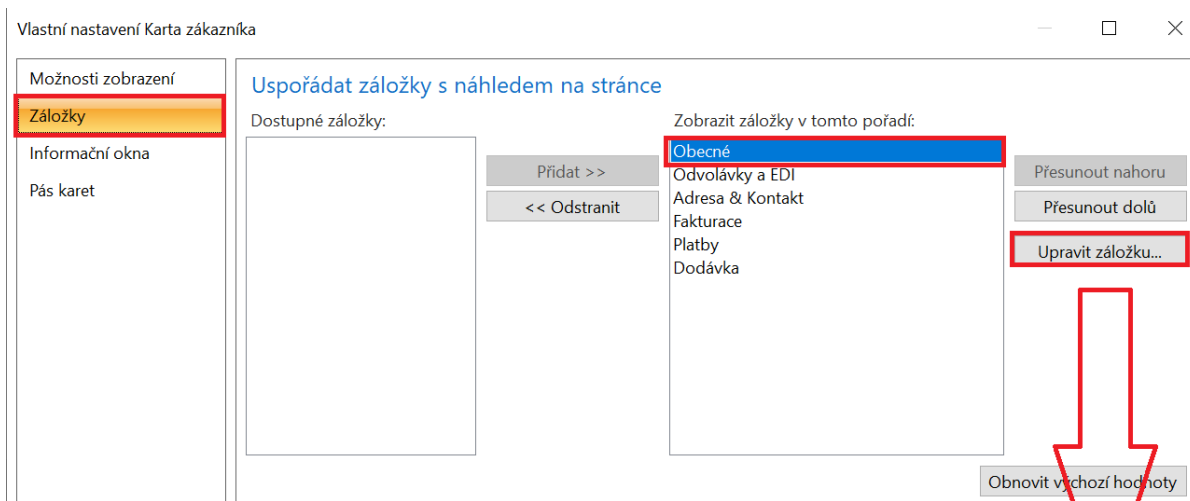 Vlastní nastavení Karta zákazníka
Možnosti zobrazení
Záložky
Informační okna
Pás karet
Uspořádat záložky s náhledem na stránce
Dostupné záložky:
Přidat >>
<< Odstranit
Zobrazit záložky v tomto pořadí:
Obecné
Odvolávky a EDI
Adresa & Kontakt
Fakturace
Platby
Dodávka
Přesunout nahoru
Přesunout dolů
Upravit záložku...
Obnovit výchozí hodnoty